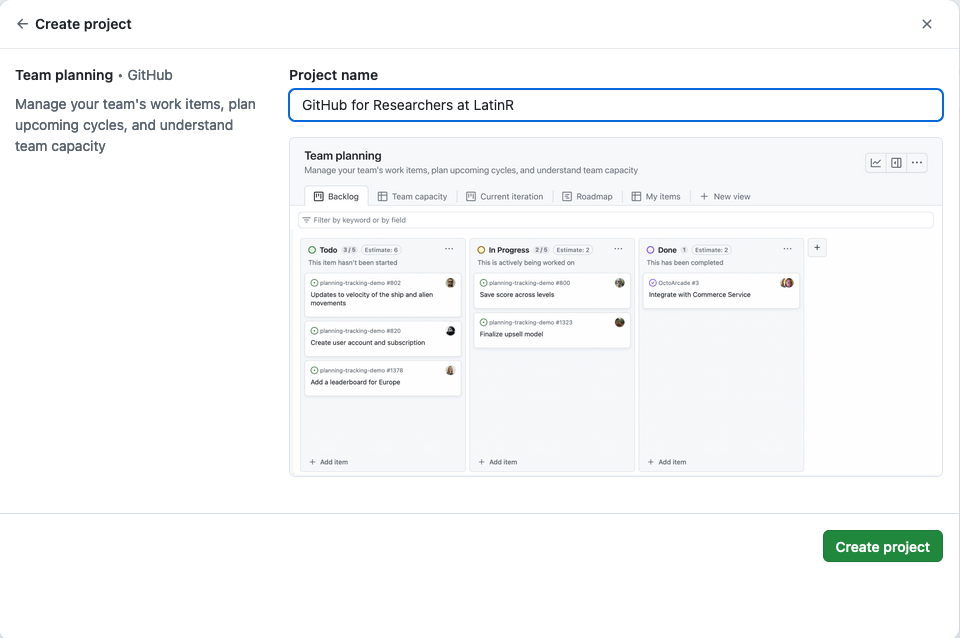 Create project
Team planning • GitHub
Manage your team's work items, plan
upcoming cycles, and understand
team capacity
Project name
GitHub for Researchers at LatinR
Team planning
Manage your team's work items, plan upcoming cycles, and understand team capacity
Backlog Team capacity Current iteration Roadmap My items + New view
Filter by keyword or by field
Todo 3 / 5 Estimate: 6 ...
This item hasn't been started
planning-tracking-demo #802
Updates to velocity of the ship and alien
movements
planning-tracking-demo #820
Create user account and subscription
planning-tracking-demo #1378
Add a leaderboard for Europe
+ Add item
In Progress 2 / 5 Estimate: 2 ...
This is actively being worked on
planning-tracking-demo #800
Save score across levels
planning-tracking-demo #1323
Finalize upsell model
+ Add item
Done 1 Estimate: 2 ...
This has been completed
OctoArcade #3
Integrate with Commerce Service
+ Add item
+
Create project